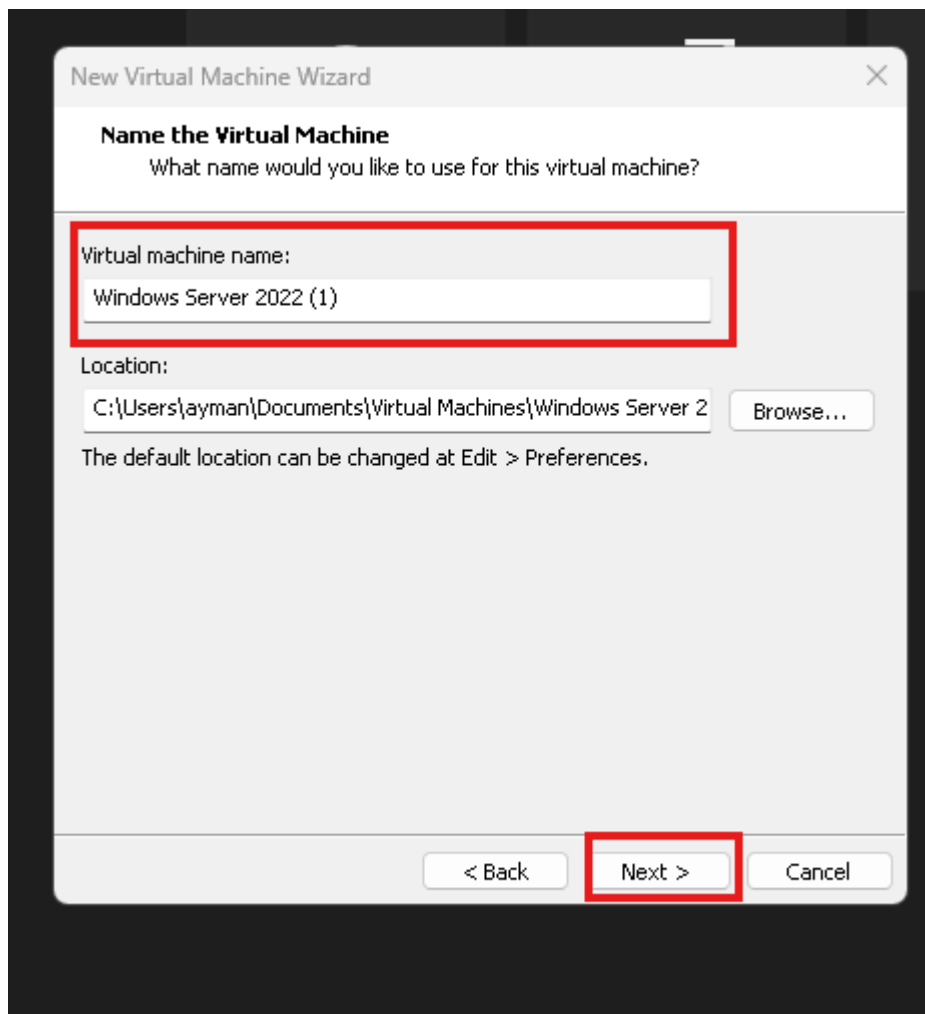 New Virtual Machine Wizard
Name the Virtual Machine
What name would you like to use for this virtual machine?
Virtual machine name:
Windows Server 2022 (1)
Location:
C:\Users\ayman\Documents\Virtual Machines\Windows Server 2
Browse...
The default location can be changed at Edit > Preferences.
< Back
Next >
Cancel